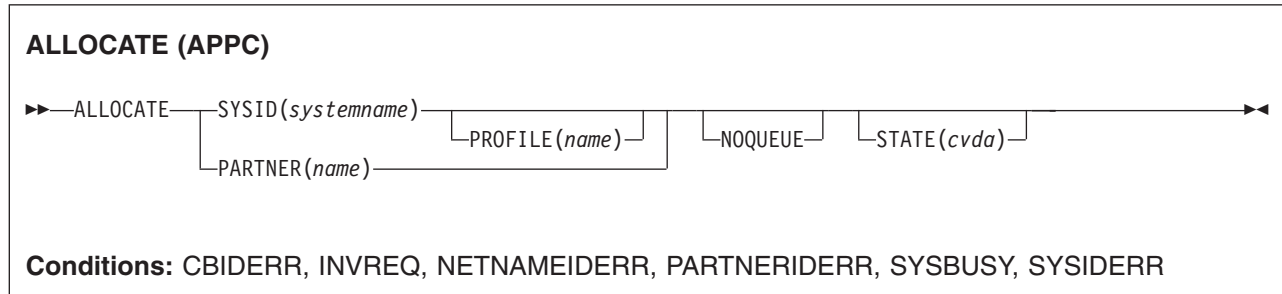 ALLOCATE (APPC)
ALLOCATE SYSID(systemname)
PROFILE(name) NOQUEUE STATE(cvda)
PARTNER(name)
Conditions: CBIDERR, INVREQ, NETNAMEIDERR, PARTNERIDERR, SYSBUSY, SYSIDERR